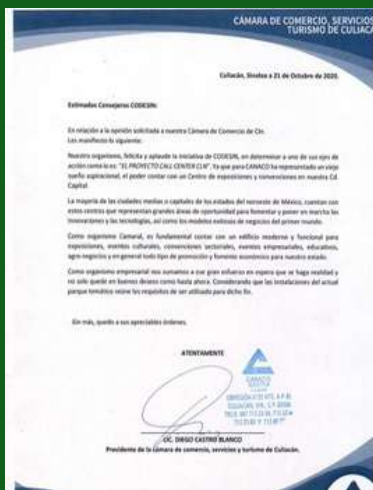 CÁMARA DE COMERCIO, SERVICIOS
TURISMO DE CULIAC
Culiacán, Sinaloa a 21 de Octubre de 2020.
Estimados Consejeros CODESIN:
En relación a la opinión solicitada a nuestra Cámara de Comercio de Cln.
Les manifiesto lo siguiente:
Nuestro organismo, felicita y aplaude la iniciativa de CODESIN, en determinar a uno de sus ejes de
acción como lo es: "EL PROYECTO CALL CENTER CLN". Ya que para CANACO ha representado un viejo
sueño aspiracional, el poder contar con un Centro de exposiciones y convenciones en nuestra Cd.
Capital.
La mayoría de las ciudades medias o capitales de los estados del noroeste de México, cuentan con
estos centros que representan grandes áreas de oportunidad para fomentar y poner en marcha las
innovaciones y las tecnologías, así como los modelos exitosos de negocios del primer mundo.
Como organismo Camaral, es fundamental contar con un edificio moderno y funcional para
exposiciones, eventos culturales, convenciones sectoriales, eventos empresariales, educativos,
agro negocios y en general todo tipo de promoción y fomento económico para nuestro estado.
Como organismo empresarial nos sumamos a ese gran esfuerzo en espera que se haga realidad y
no solo quede en buenos deseos como hasta ahora. Considerando que las instalaciones del actual
parque temático reúne los requisitos de ser utilizado para dicho fin.
Sin más, quedo a sus apreciables órdenes.
ATENTAMENTE
CANACO
LIC. DIEGO CASTRO BLANCO
Presidente de la cámara de comercio, servicios y turismo de Culiacán.